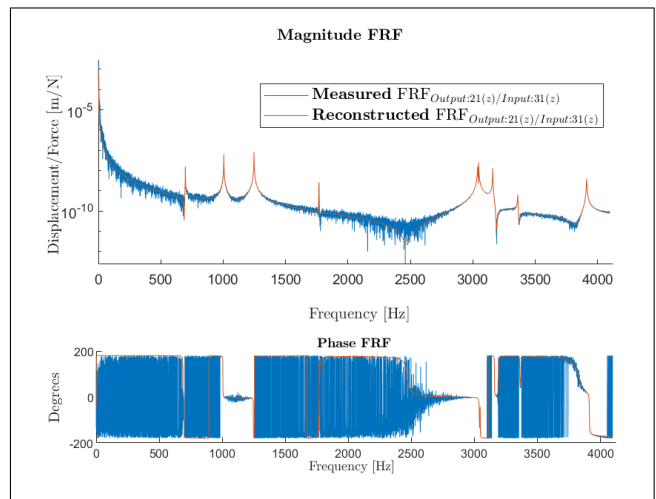 Magnitude FRF
Displacement/Force [m/N]
10^-5
10^-10
Measured FRF_Output:21(z)/Input:31(z)
Reconstructed FRF_Output:21(z)/Input:31(z)
0 500 1000 1500 2000 2500 3000 3500 4000
Frequency [Hz]
Phase FRF
Degrees
200
0
-200
0 500 1000 1500 2000 2500 3000 3500 4000
Frequency [Hz]